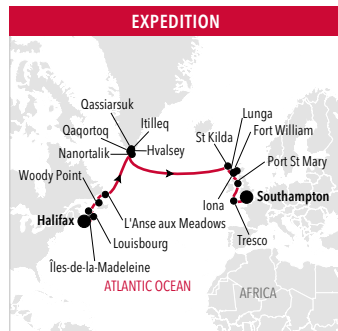 EXPEDITION
Qassiarsuk
Itilleq
Qaqortoq
Hvalsey
Nanortalik
Woody Point
Halifax
L'Anse aux Meadows
Louisbourg
Îles-de-la-Madeleine
ATLANTIC OCEAN
Lunga
St Kilda
Fort William
Port St Mary
Iona
Southampton
Tresco
AFRICA